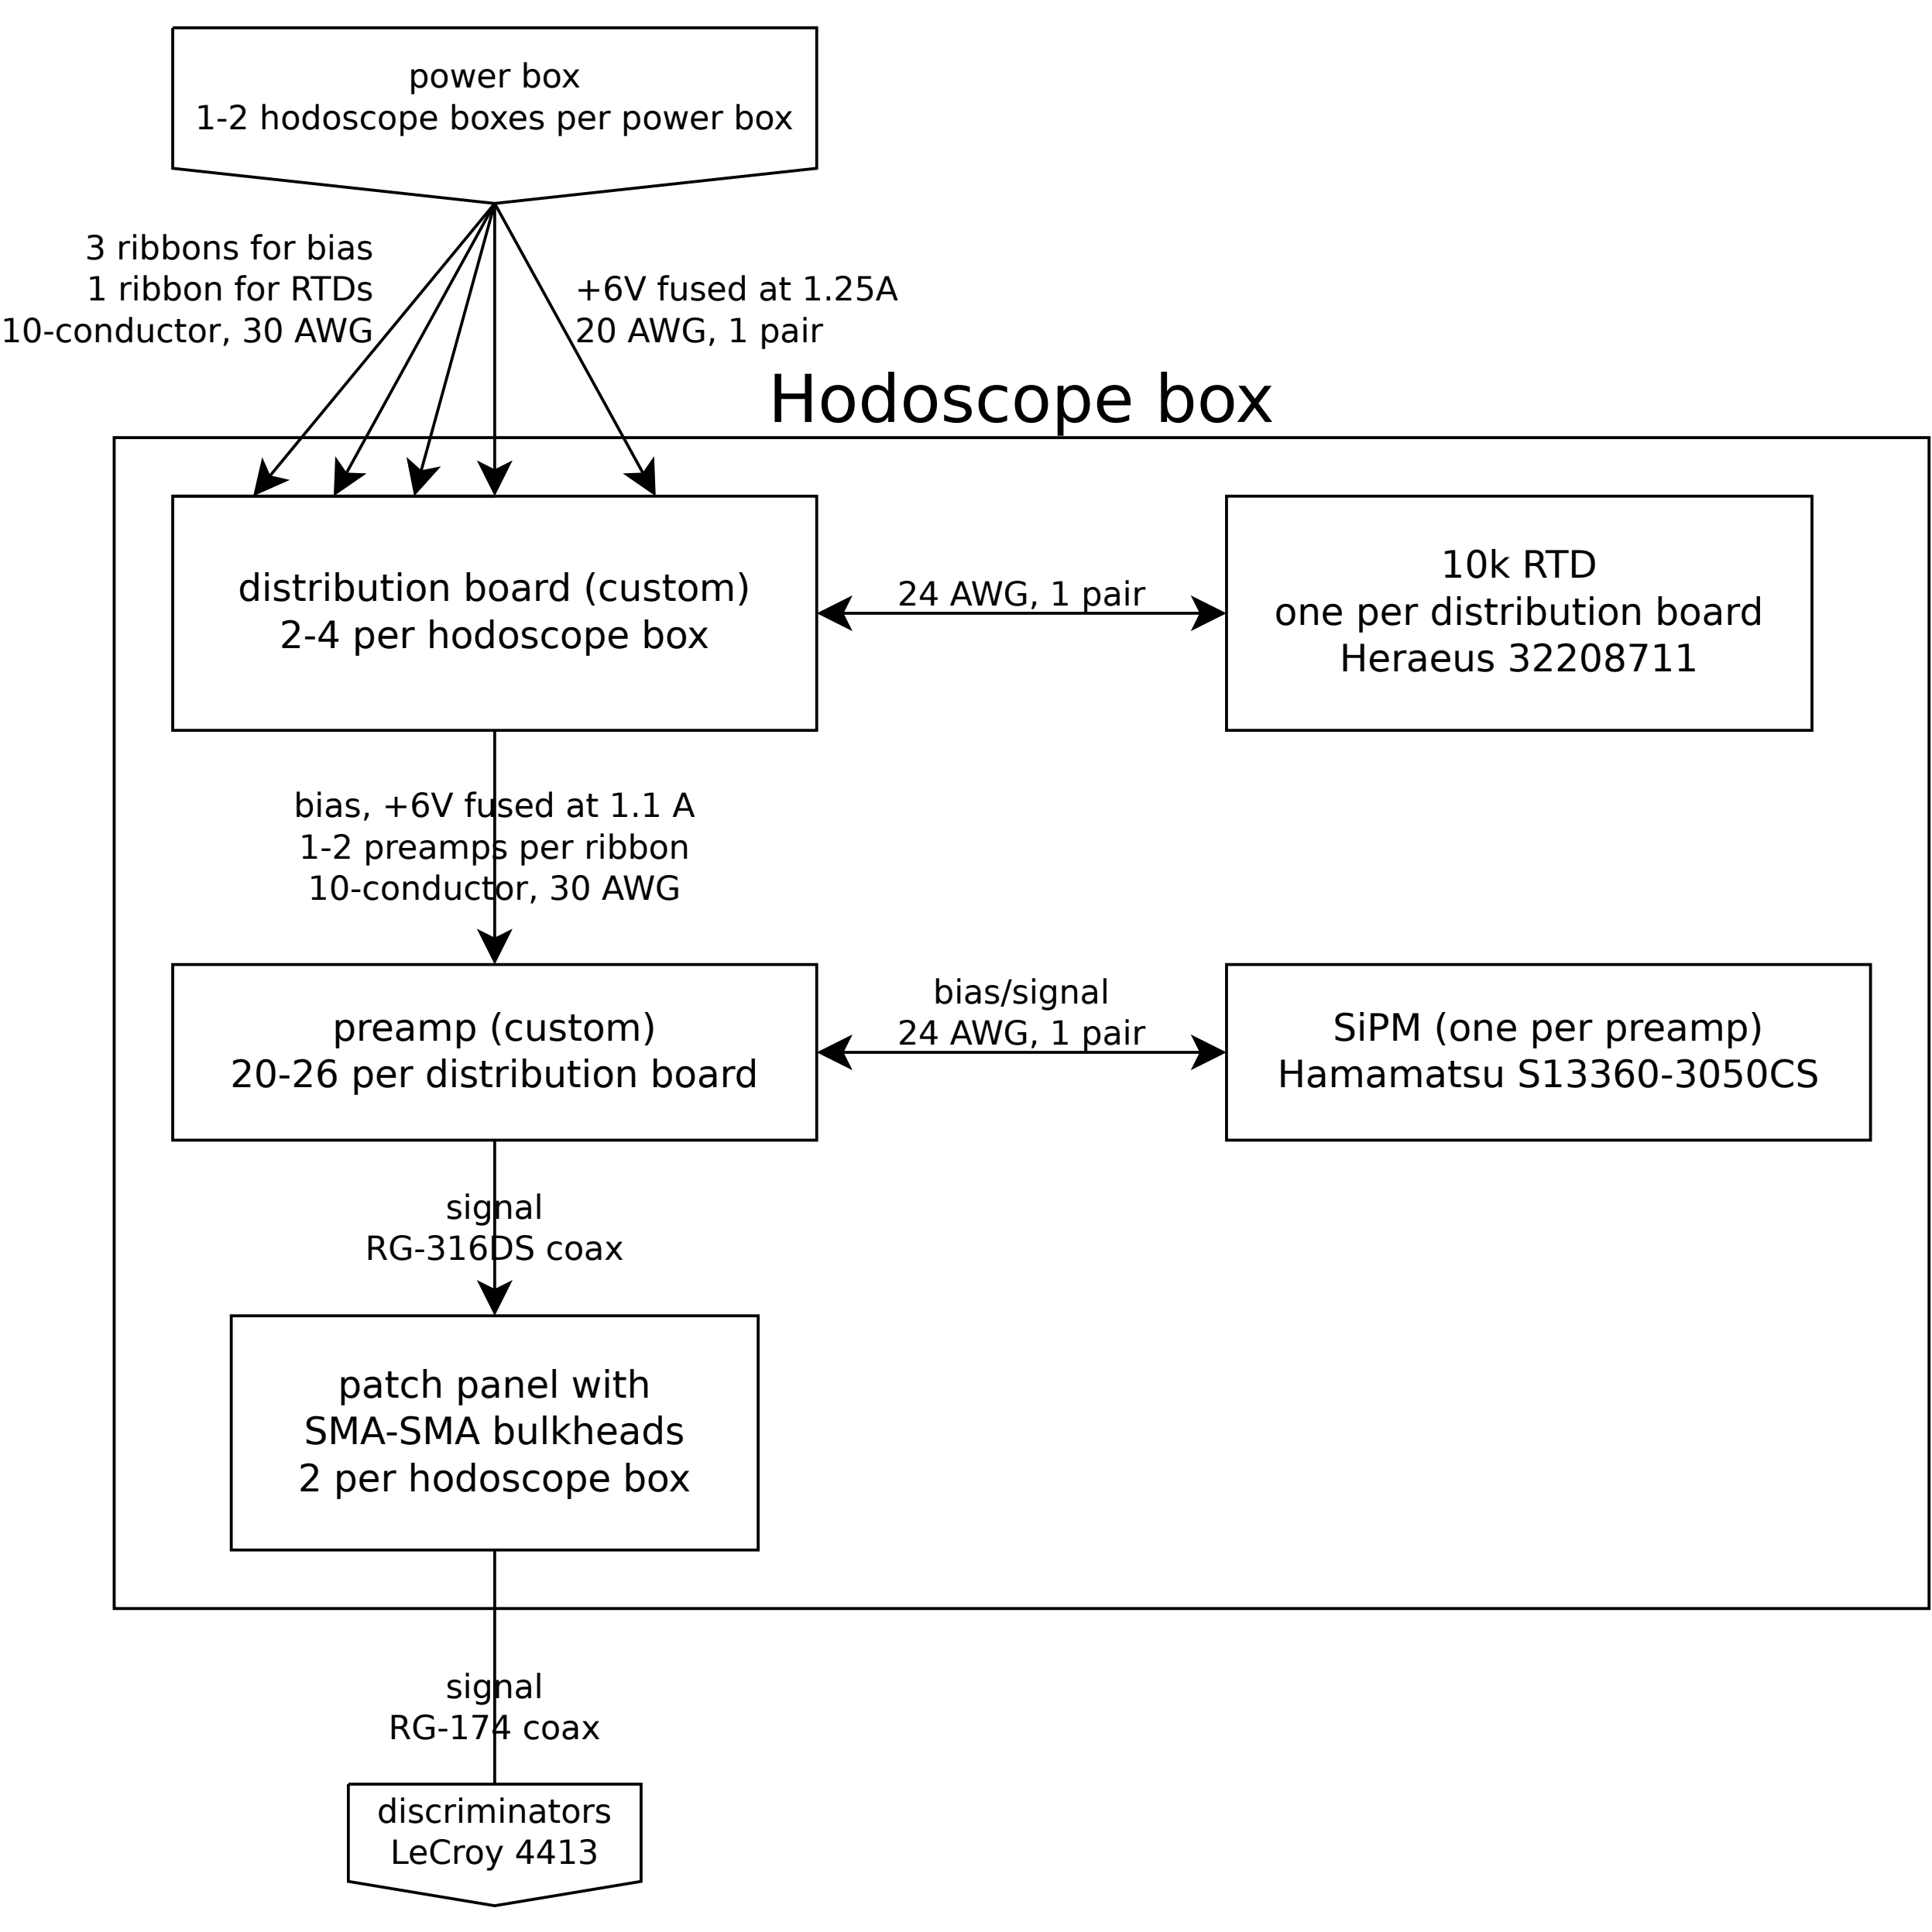 power box
1-2 hodoscope boxes per power box
3 ribbons for bias
1 ribbon for RTDs
10-conductor, 30 AWG
+6V fused at 1.25A
20 AWG, 1 pair
Hodoscope box
distribution board (custom)
2-4 per hodoscope box
24 AWG, 1 pair
10k RTD
one per distribution board
Heraeus 32208711
bias, +6V fused at 1.1 A
1-2 preamps per ribbon
10-conductor, 30 AWG
preamp (custom)
20-26 per distribution board
bias/signal
24 AWG, 1 pair
SiPM (one per preamp)
Hamamatsu S13360-3050CS
signal
RG-316DS coax
patch panel with
SMA-SMA bulkheads
2 per hodoscope box
signal
RG-174 coax
discriminators
LeCroy 4413